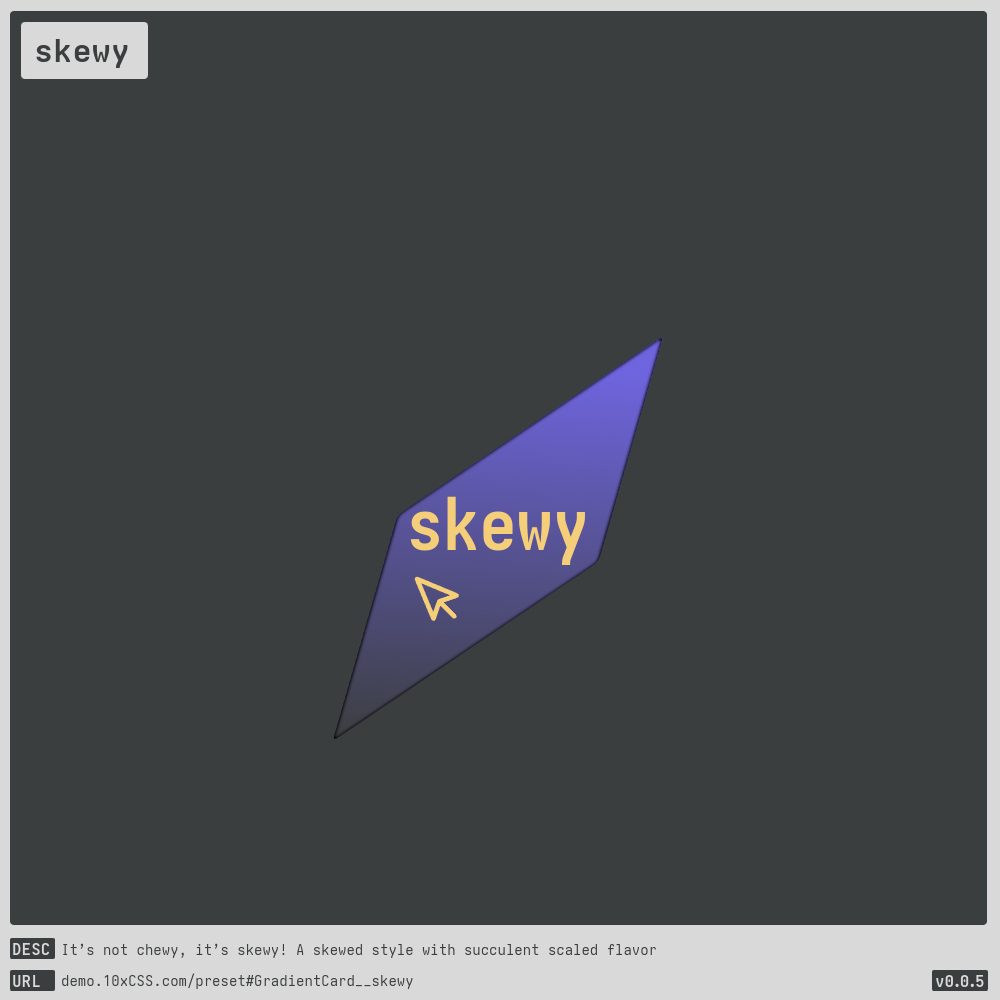 skewy
skewy
DESC It’s not chewy, it’s skewy! A skewed style with succulent scaled flavor
URL demo.10xCSS.com/preset#GradientCard__skewy
v0.0.5